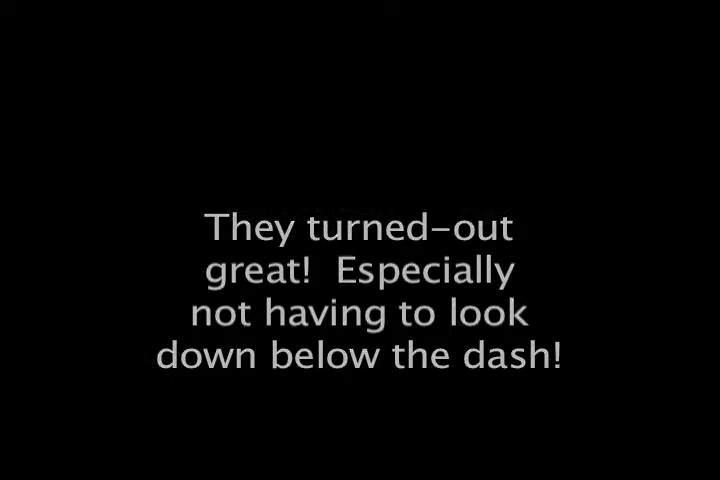 They turned-out
great!  Especially
not having to look
down below the dash!